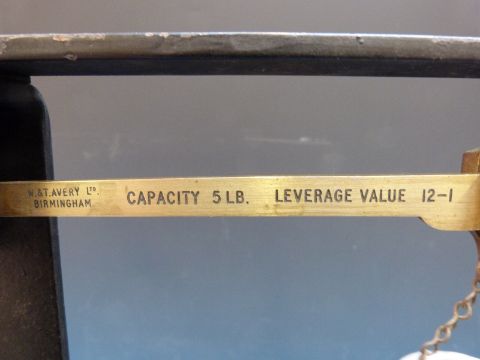 W. & T. AVERY LTD.
BIRMINGHAM
CAPACITY 5 LB. LEVERAGE VALUE 12-1